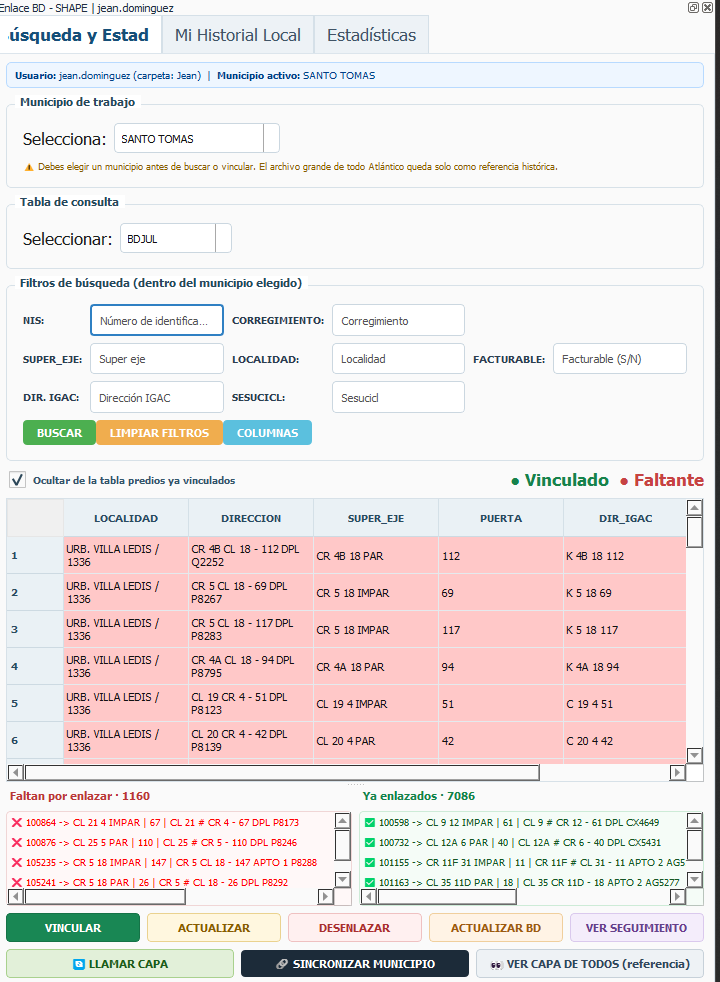 Enlace BD - SHAPE | jean.dominguez
úsqueda y Estad
Mi Historial Local
Estadísticas
Usuario: jean.dominguez (carpeta: Jean) | Municipio activo: SANTO TOMAS
Municipio de trabajo
Selecciona: SANTO TOMAS
Debes elegir un municipio antes de buscar o vincular. El archivo grande de todo Atlántico queda solo como referencia histórica.
Tabla de consulta
Seleccionar: BDJUL
Filtros de búsqueda (dentro del municipio elegido)
NIS: Número de identifica... CORREGIMIENTO: Corregimiento
SUPER_EJE: Super eje LOCALIDAD: Localidad FACTURABLE: Facturable (S/N)
DIR. IGAC: Dirección IGAC SESUCICL: Sesucicl
BUSCAR LIMPIAR FILTROS COLUMNAS
Ocultar de la tabla predios ya vinculados
● Vinculado ● Faltante
LOCALIDAD DIRECCION SUPER_EJE PUERTA DIR_IGAC
1 URB. VILLA LEDIS / 1336 CR 4B CL 18 - 112 DPL Q2252 CR 4B 18 PAR 112 K 4B 18 112
2 URB. VILLA LEDIS / 1336 CR 5 CL 18 - 69 DPL P8267 CR 5 18 IMPAR 69 K 5 18 69
3 URB. VILLA LEDIS / 1336 CR 5 CL 18 - 117 DPL P8283 CR 5 18 IMPAR 117 K 5 18 117
4 URB. VILLA LEDIS / 1336 CR 4A CL 18 - 94 DPL P8795 CR 4A 18 PAR 94 K 4A 18 94
5 URB. VILLA LEDIS / 1336 CL 19 CR 4 - 51 DPL P8123 CL 19 4 IMPAR 51 C 19 4 51
6 URB. VILLA LEDIS / 1336 CL 20 CR 4 - 42 DPL P8139 CL 20 4 PAR 42 C 20 4 42
Faltan por enlazar · 1160
100864 -> CL 21 4 IMPAR | 67 | CL 21 # CR 4 - 67 DPL P8173
100876 -> CL 25 5 PAR | 110 | CL 25 # CR 5 - 110 DPL P8246
105235 -> CR 5 18 IMPAR | 147 | CR 5 CL 18 - 147 APTO 1 P8288
105241 -> CR 5 18 PAR | 26 | CR 5 # CL 18 - 26 DPL P8292
Ya enlazados · 7086
100598 -> CL 9 12 IMPAR | 61 | CL 9 # CR 12 - 61 DPL CX4649
100732 -> CL 12A 6 PAR | 40 | CL 12A # CR 6 - 40 DPL CX5431
101155 -> CR 11F 31 IMPAR | 11 | CR 11F # CL 31 - 11 APTO 2 AG5
101163 -> CL 35 11D PAR | 18 | CL 35 CR 11D - 18 APTO 2 AG5277
VINCULAR ACTUALIZAR DESENLAZAR ACTUALIZAR BD VER SEGUIMIENTO
LLAMAR CAPA SINCRONIZAR MUNICIPIO VER CAPA DE TODOS (referencia)